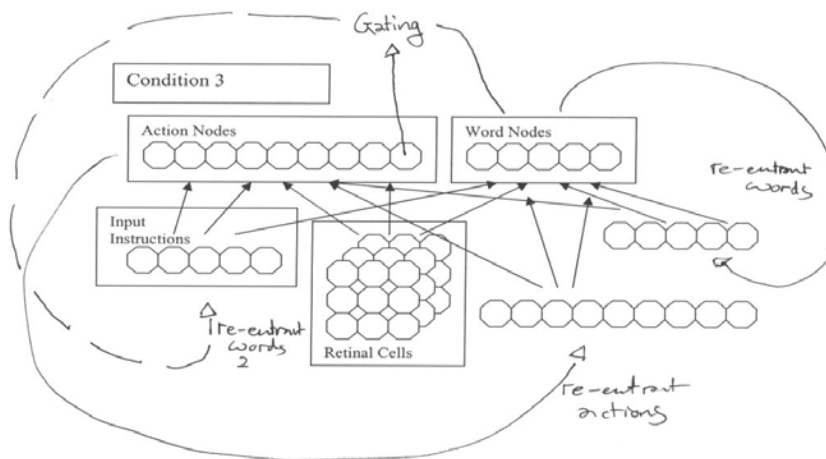 Gating
Condition 3
Action Nodes
Word Nodes
re-entrant
words
Input
Instructions
re-entrant
words
2
Retinal Cells
re-entrant
actions